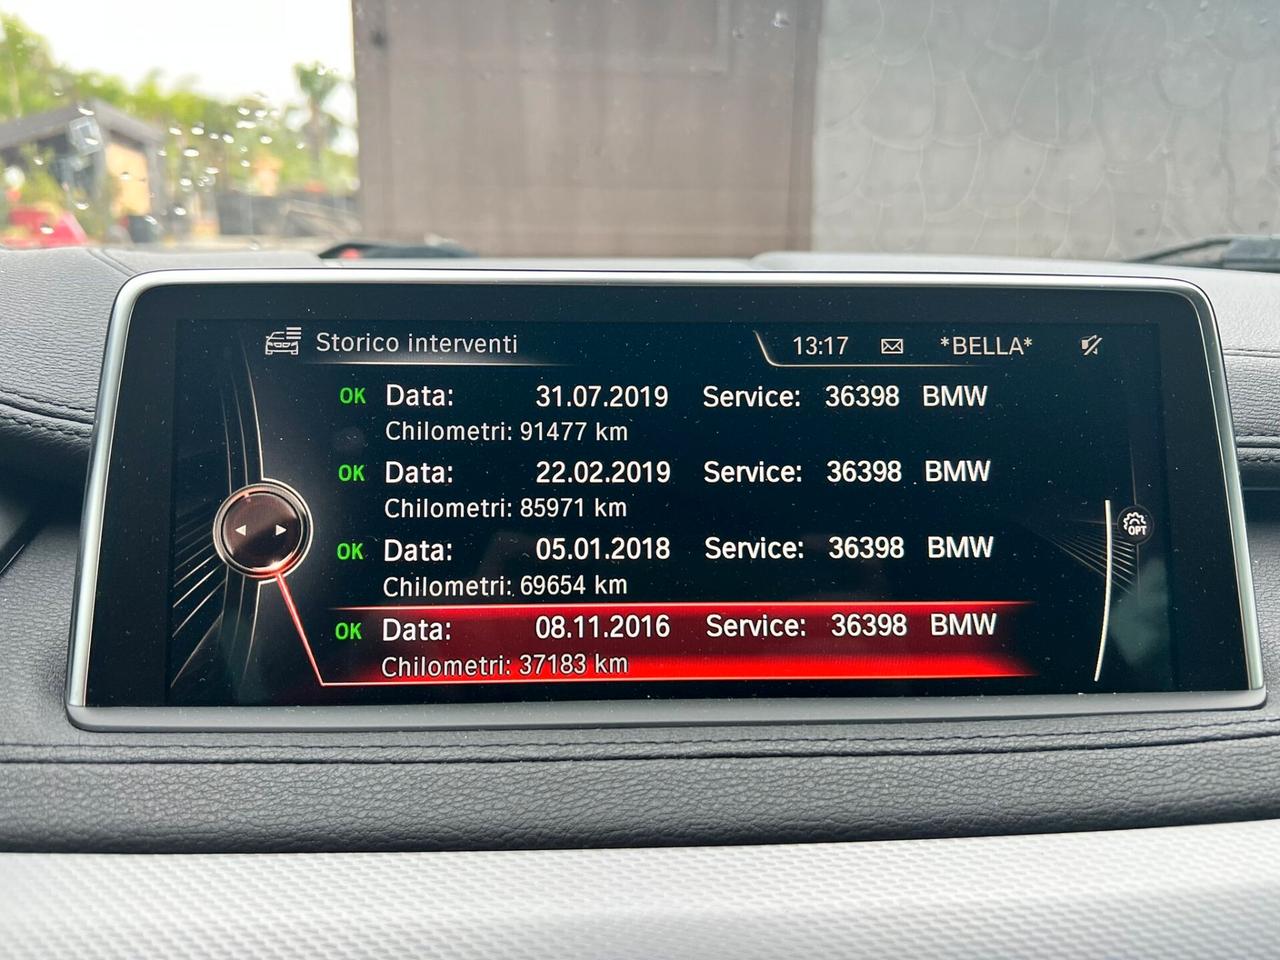 Storico interventi 13:17 *BELLA*
OK Data: 31.07.2019 Service: 36398 BMW
Chilometri: 91477 km
OK Data: 22.02.2019 Service: 36398 BMW
Chilometri: 85971 km
OK Data: 05.01.2018 Service: 36398 BMW
Chilometri: 69654 km
OPT
OK Data: 08.11.2016 Service: 36398 BMW
Chilometri: 37183 km